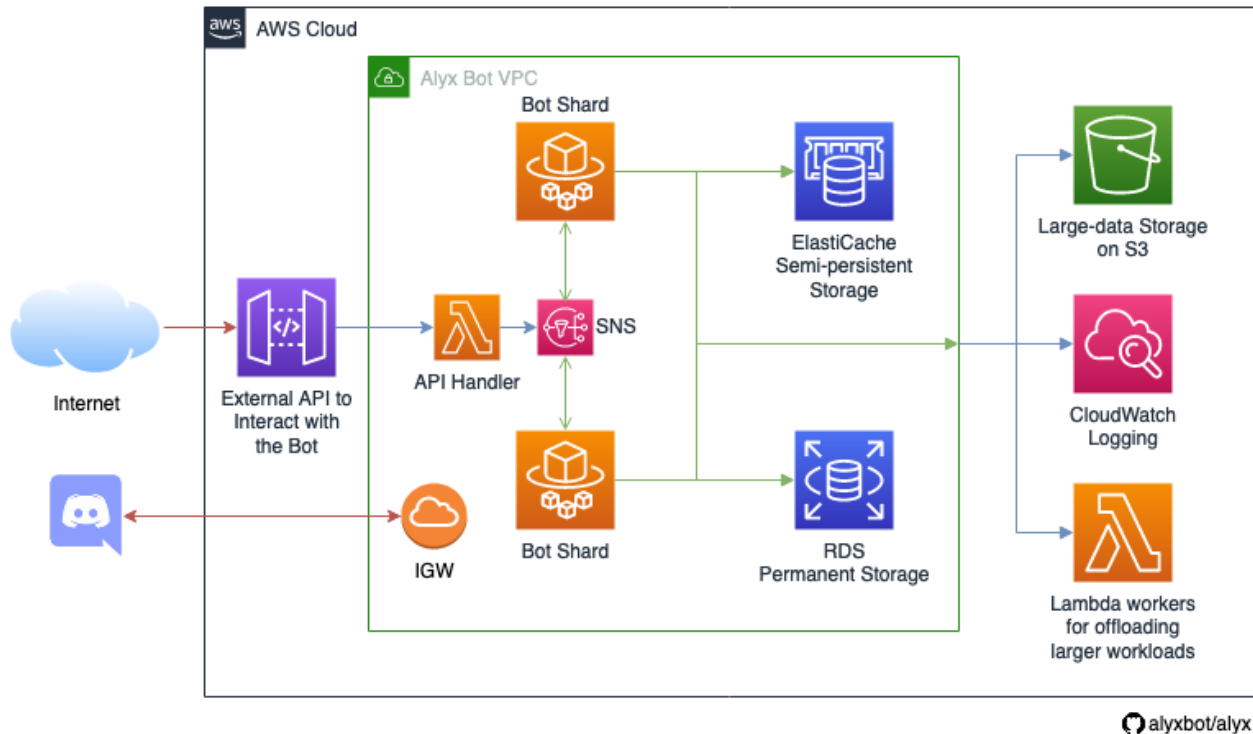 aws
AWS Cloud
Alyx Bot VPC
Bot Shard
ElastiCache
Semi-persistent
Storage
Large-data Storage
on S3
Internet
</>
External API to
Interact with
the Bot
API Handler
SNS
CloudWatch
Logging
IGW
Bot Shard
RDS
Permanent Storage
Lambda workers
for offloading
larger workloads
alyxbot/alyx